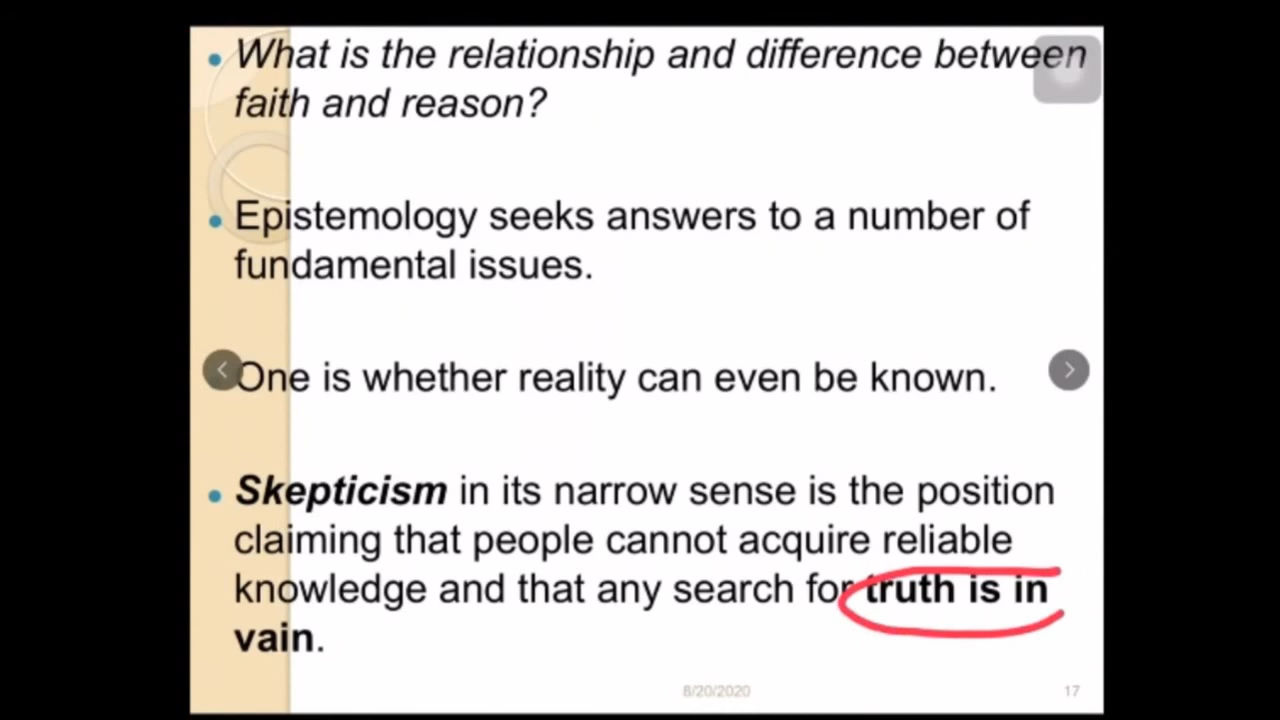 What is the relationship and difference between
faith and reason?
Epistemology seeks answers to a number of
fundamental issues.
One is whether reality can even be known.
Skepticism in its narrow sense is the position
claiming that people cannot acquire reliable
knowledge and that any search for truth is in
vain.
8/20/2020
17